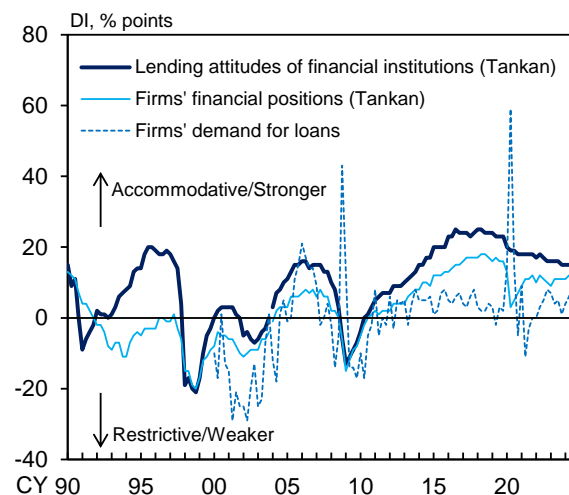 DI, % points
80
Lending attitudes of financial institutions (Tankan)
Firms' financial positions (Tankan)
60
Firms' demand for loans
40
Accommodative/Stronger
20
0
-20
Restrictive/Weaker
-40
CY 90 95 00 05 10 15 20 24